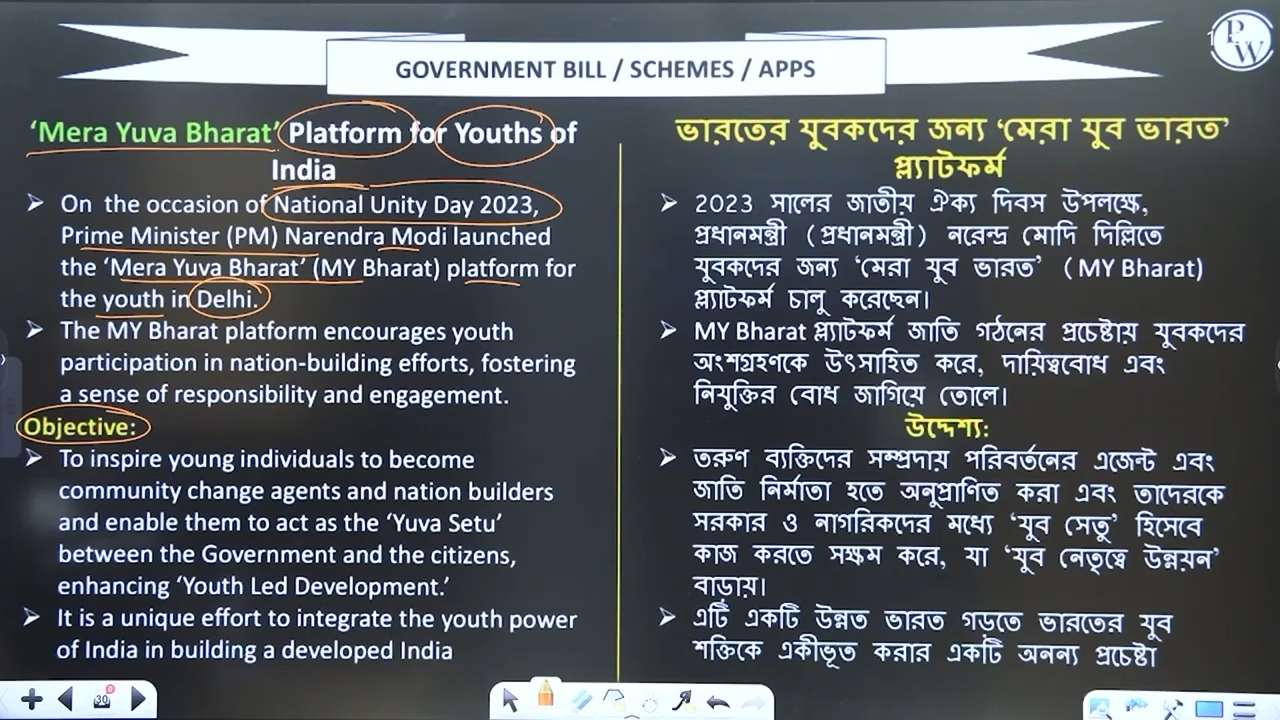 GOVERNMENT BILL / SCHEMES / APPS
PW
‘Mera Yuva Bharat’ Platform for Youths of
India
On the occasion of National Unity Day 2023,
Prime Minister (PM) Narendra Modi launched
the ‘Mera Yuva Bharat’ (MY Bharat) platform for
the youth in Delhi.
The MY Bharat platform encourages youth
participation in nation-building efforts, fostering
a sense of responsibility and engagement.
Objective:
To inspire young individuals to become
community change agents and nation builders
and enable them to act as the ‘Yuva Setu’
between the Government and the citizens,
enhancing ‘Youth Led Development.’
It is a unique effort to integrate the youth power
of India in building a developed India
ভারতের যুবকদের জন্য ‘মেরা যুব ভারত’
প্ল্যাটফর্ম
2023 সালের জাতীয় ঐক্য দিবস উপলক্ষে,
প্রধানমন্ত্রী (প্রধানমন্ত্রী) নরেন্দ্র মোদি দিল্লিতে
যুবকদের জন্য ‘মেরা যুব ভারত’ (MY Bharat)
প্ল্যাটফর্ম চালু করেছেন।
MY Bharat প্ল্যাটফর্ম জাতি গঠনের প্রচেষ্টায় যুবকদের
অংশগ্রহণকে উৎসাহিত করে, দায়িত্ববোধ এবং
নিযুক্তির বোধ জাগিয়ে তোলে।
উদ্দেশ্য:
তরুণ ব্যক্তিদের সম্প্রদায় পরিবর্তনের এজেন্ট এবং
জাতি নির্মাতা হতে অনুপ্রাণিত করা এবং তাদেরকে
সরকার ও নাগরিকদের মধ্যে ‘যুব সেতু’ হিসেবে
কাজ করতে সক্ষম করে, যা ‘যুব নেতৃত্বে উন্নয়ন’
বাড়ায়।
এটি একটি উন্নত ভারত গড়তে ভারতের যুব
শক্তিকে একীভূত করার একটি অনন্য প্রচেষ্টা
30